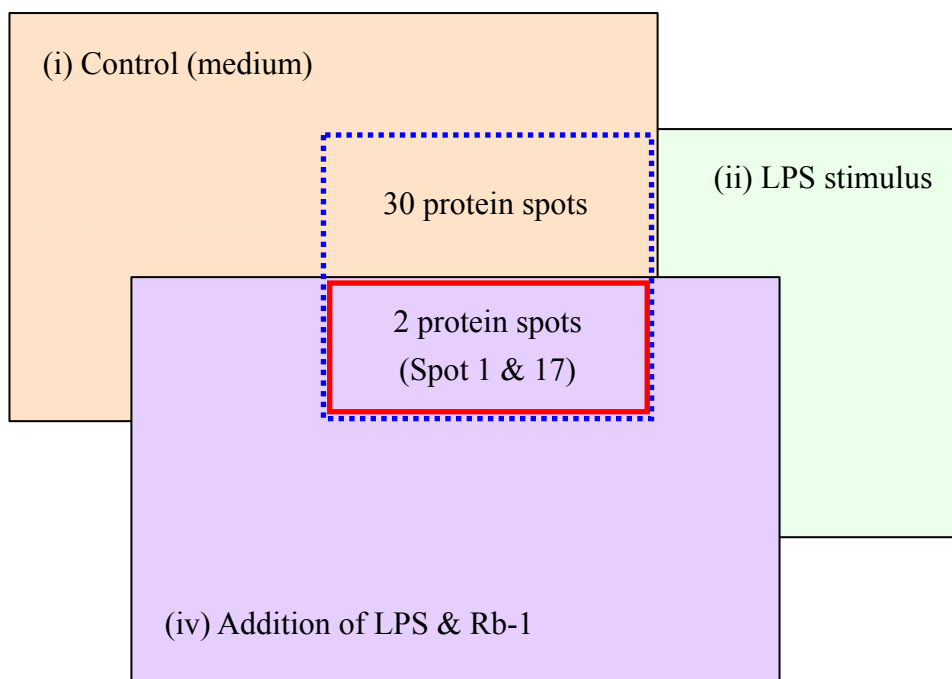 (i) Control (medium)
(ii) LPS stimulus
30 protein spots
2 protein spots
(Spot 1 & 17)
(iv) Addition of LPS & Rb-1